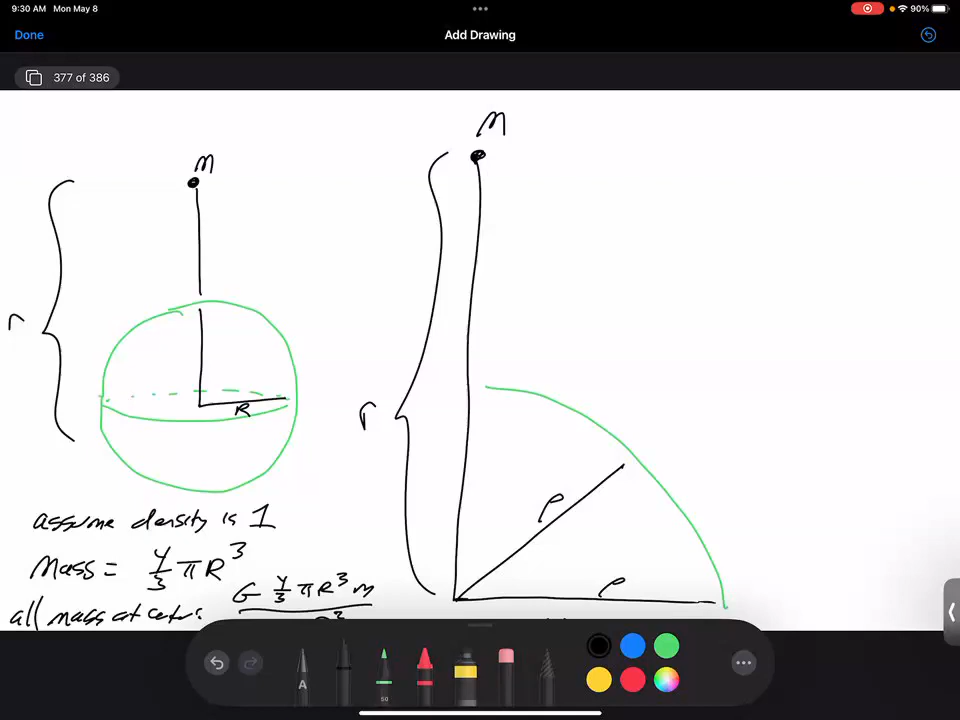 9:30 AM Mon May 8
90%
Done
Add Drawing
377 of 386
m
m
r
R
r
ρ
ρ
assume density is 1
Mass = 4/3 πR³
all mass at center: G 4/3 πR³ m
A
50